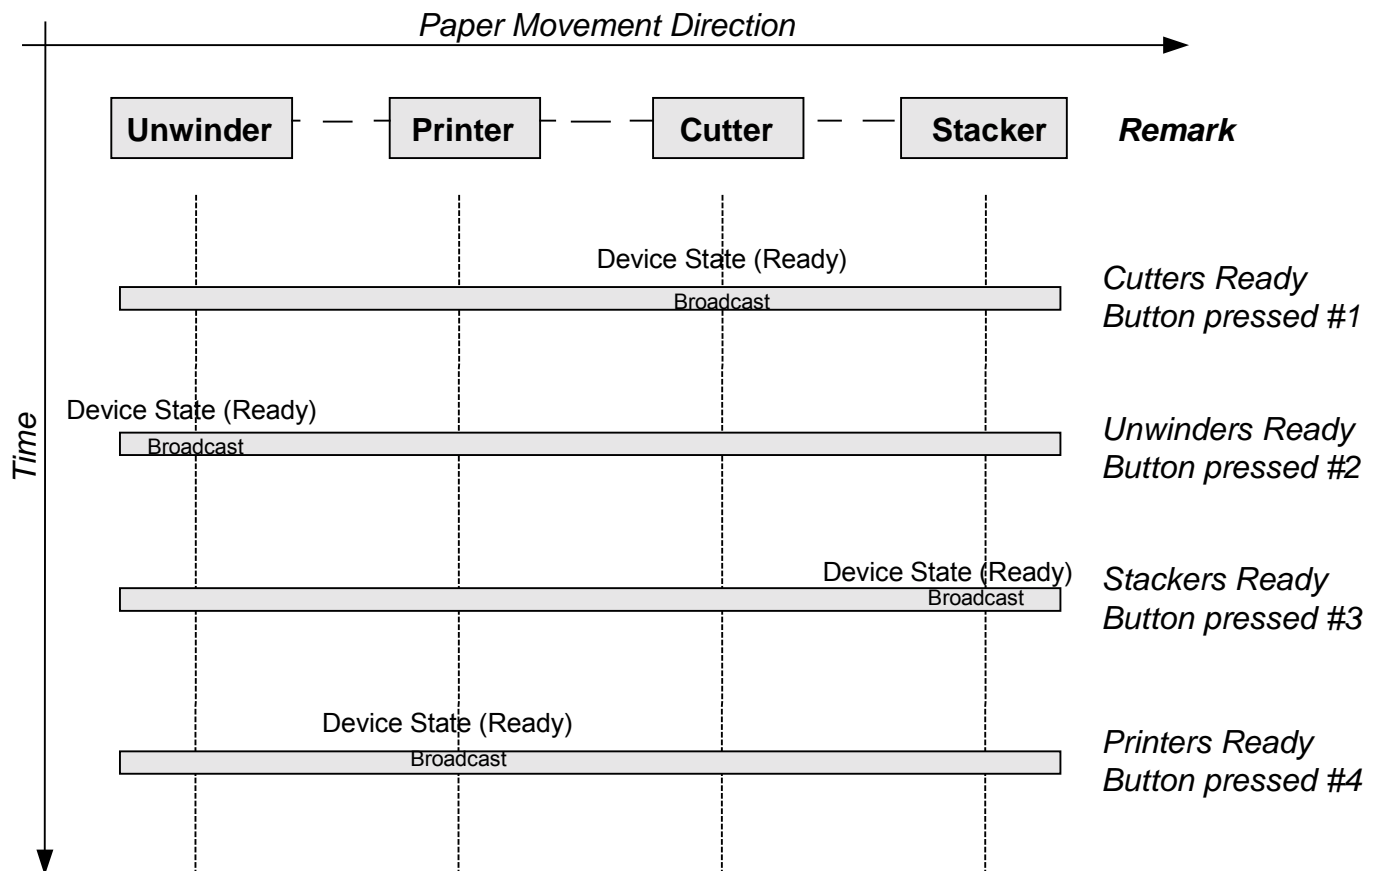 Paper Movement Direction
Unwinder Printer Cutter Stacker Remark
Time
Device State (Ready)
Broadcast
Cutters Ready
Button pressed #1
Device State (Ready)
Broadcast
Unwinders Ready
Button pressed #2
Device State (Ready)
Broadcast
Stackers Ready
Button pressed #3
Device State (Ready)
Broadcast
Printers Ready
Button pressed #4